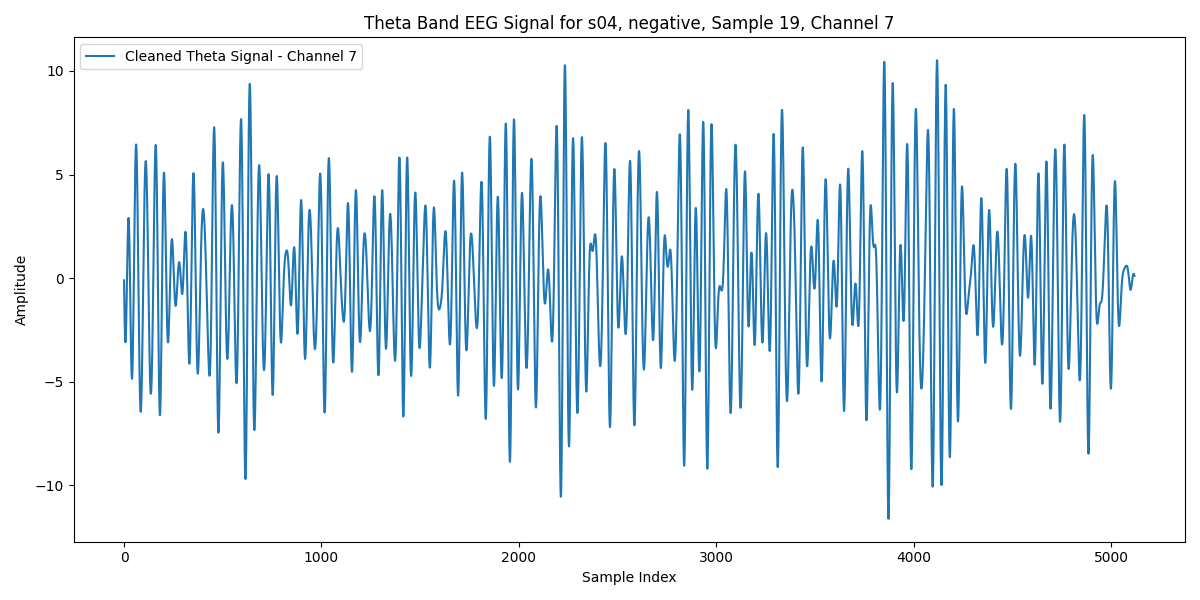 Theta Band EEG Signal for s04, negative, Sample 19, Channel 7
Cleaned Theta Signal - Channel 7
Amplitude
10
5
0
−5
−10
0 1000 2000 3000 4000 5000
Sample Index